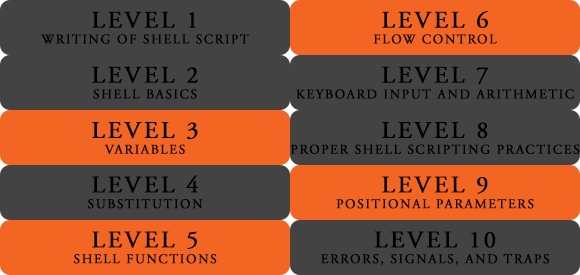 LEVEL 1
WRITING OF SHELL SCRIPT
LEVEL 2
SHELL BASICS
LEVEL 3
VARIABLES
LEVEL 4
SUBSTITUTION
LEVEL 5
SHELL FUNCTIONS
LEVEL 6
FLOW CONTROL
LEVEL 7
KEYBOARD INPUT AND ARITHMETIC
LEVEL 8
PROPER SHELL SCRIPTING PRACTICES
LEVEL 9
POSITIONAL PARAMETERS
LEVEL 10
ERRORS, SIGNALS, AND TRAPS